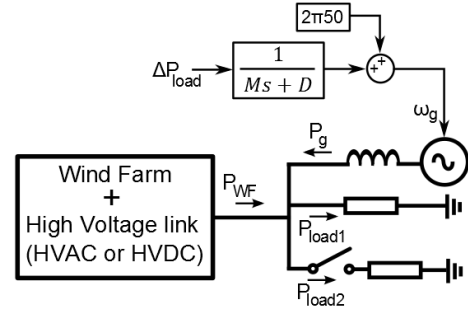 2π50
ΔP_load
1
Ms + D
+
+
ω_g
P_g
Wind Farm
+
High Voltage link
(HVAC or HVDC)
P_WF
P_load1
P_load2